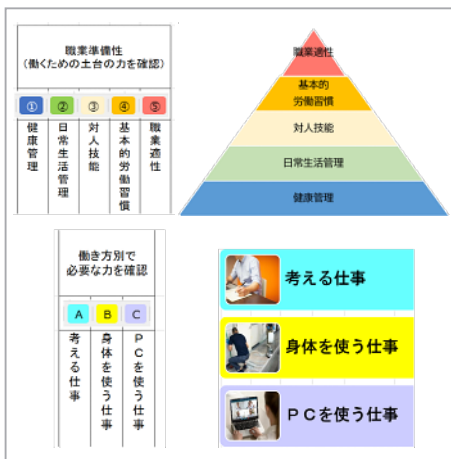 職業準備性
(働くための土台の力を確認)
① ② ③ ④ ⑤
健康管理
日常生活管理
対人技能
基本的労働習慣
職業適性
職業適性
基本的
労働習慣
対人技能
日常生活管理
健康管理
働き方別で
必要な力を確認
A B C
考える仕事
身体を使う仕事
PCを使う仕事
考える仕事
身体を使う仕事
PCを使う仕事